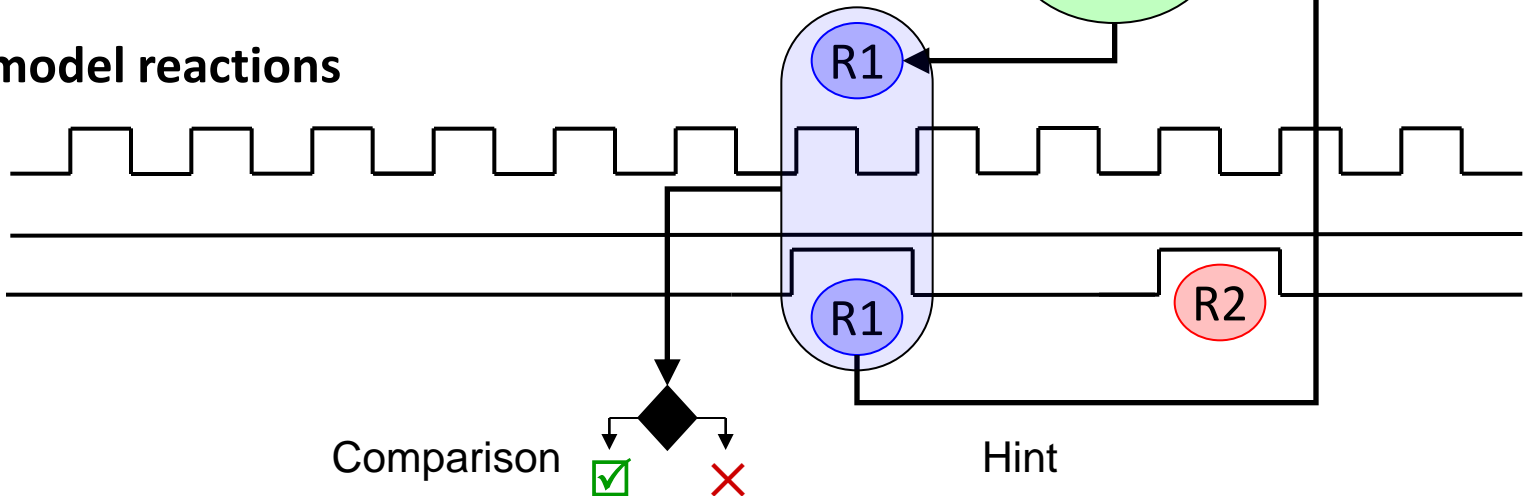 R1
model reactions
R1
R2
Comparison
Hint